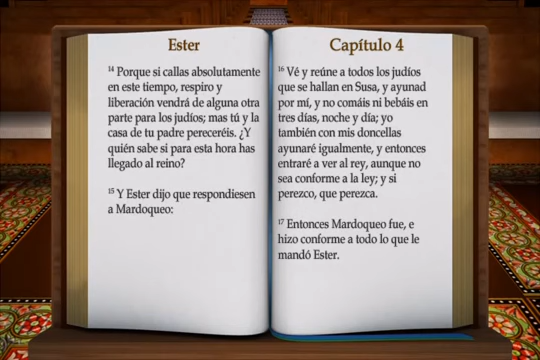 Ester
14 Porque si callas absolutamente
en este tiempo, respiro y
liberación vendrá de alguna otra
parte para los judíos; mas tú y la
casa de tu padre pereceréis. ¿Y
quién sabe si para esta hora has
llegado al reino?
15 Y Ester dijo que respondiesen
a Mardoqueo:
Capítulo 4
16 Vé y reúne a todos los judíos
que se hallan en Susa, y ayunad
por mí, y no comáis ni bebáis en
tres días, noche y día; yo
también con mis doncellas
ayunaré igualmente, y entonces
entraré a ver al rey, aunque no
sea conforme a la ley; y si
perezco, que perezca.
17 Entonces Mardoqueo fue, e
hizo conforme a todo lo que le
mandó Ester.